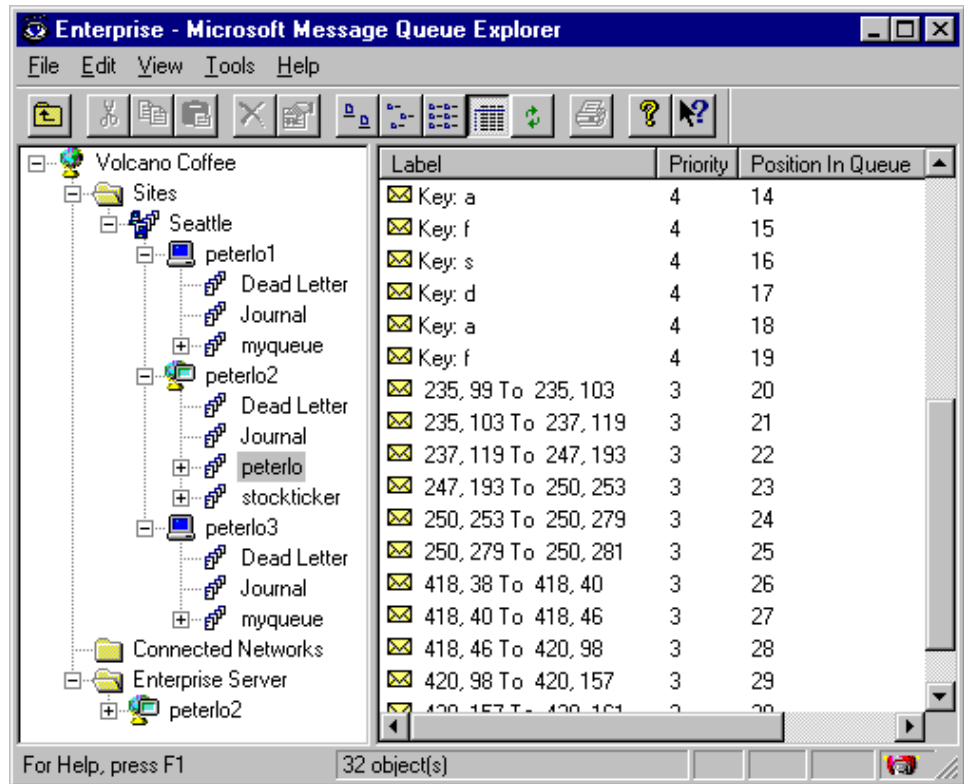 Enterprise - Microsoft Message Queue Explorer
File Edit View Tools Help
Volcano Coffee
Sites
Seattle
peterlo1
Dead Letter
Journal
myqueue
peterlo2
Dead Letter
Journal
peterlo
stockticker
peterlo3
Dead Letter
Journal
myqueue
Connected Networks
Enterprise Server
peterlo2
Label Priority Position In Queue
Key: a 4 14
Key: f 4 15
Key: s 4 16
Key: d 4 17
Key: a 4 18
Key: f 4 19
235, 99 To 235, 103 3 20
235, 103 To 237, 119 3 21
237, 119 To 247, 193 3 22
247, 193 To 250, 253 3 23
250, 253 To 250, 279 3 24
250, 279 To 250, 281 3 25
418, 38 To 418, 40 3 26
418, 40 To 418, 46 3 27
418, 46 To 420, 98 3 28
420, 98 To 420, 157 3 29
420, 157 To 420, 161 3 30
For Help, press F1 32 object(s)